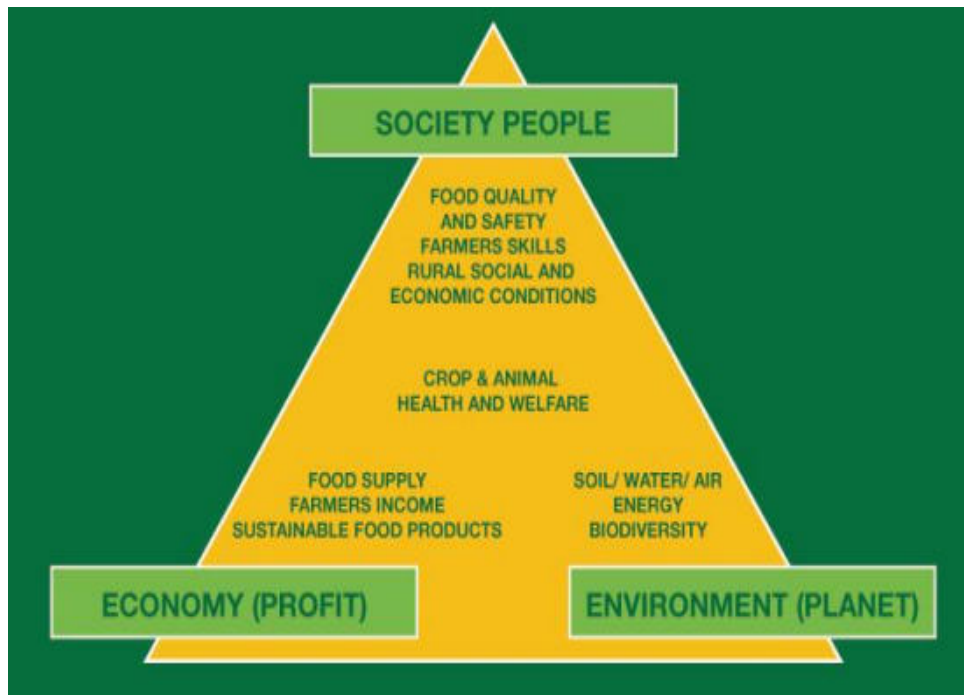 SOCIETY PEOPLE
FOOD QUALITY
AND SAFETY
FARMERS SKILLS
RURAL SOCIAL AND
ECONOMIC CONDITIONS
CROP & ANIMAL
HEALTH AND WELFARE
FOOD SUPPLY
FARMERS INCOME
SUSTAINABLE FOOD PRODUCTS
SOIL/ WATER/ AIR
ENERGY
BIODIVERSITY
ECONOMY (PROFIT)
ENVIRONMENT (PLANET)